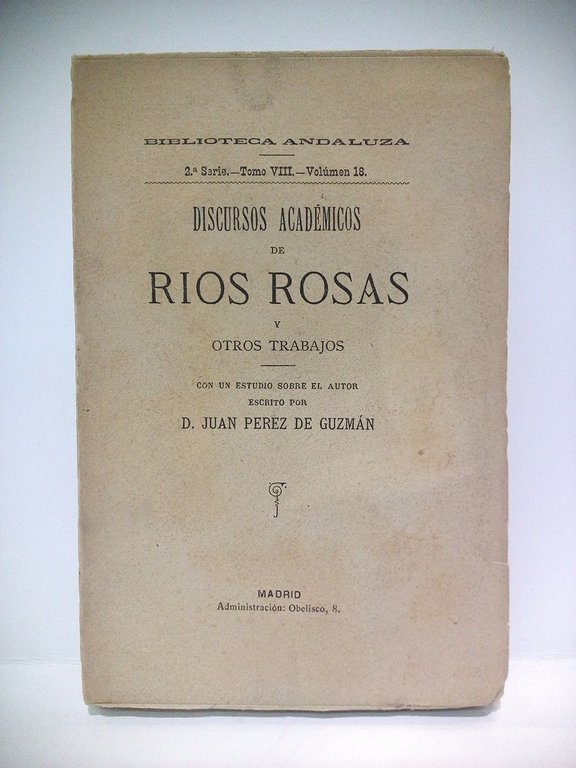 BIBLIOTECA ANDALUZA
2.ª Serie.—Tomo VIII.—Volúmen 18.
DISCURSOS ACADÉMICOS
DE
RIOS ROSAS
Y
OTROS TRABAJOS
CON UN ESTUDIO SOBRE EL AUTOR
ESCRITO POR
D. JUAN PEREZ DE GUZMÁN
MADRID
Administración: Obelisco, 8.